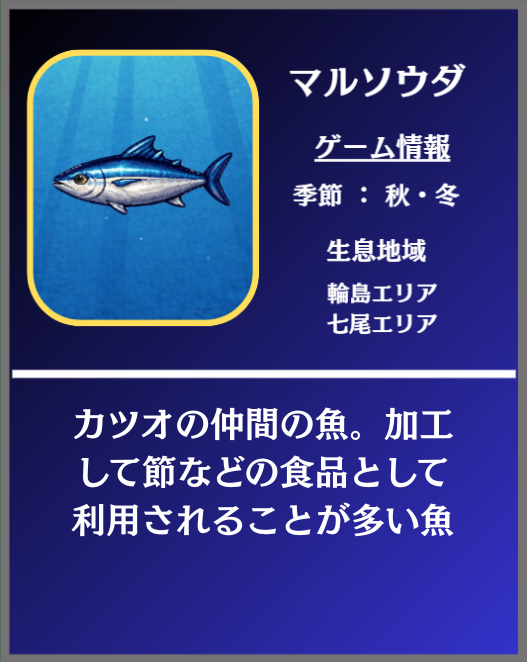 マルソウダ
ゲーム情報
季節 ： 秋・冬
生息地域
輪島エリア
七尾エリア
カツオの仲間の魚。加工
して節などの食品として
利用されることが多い魚